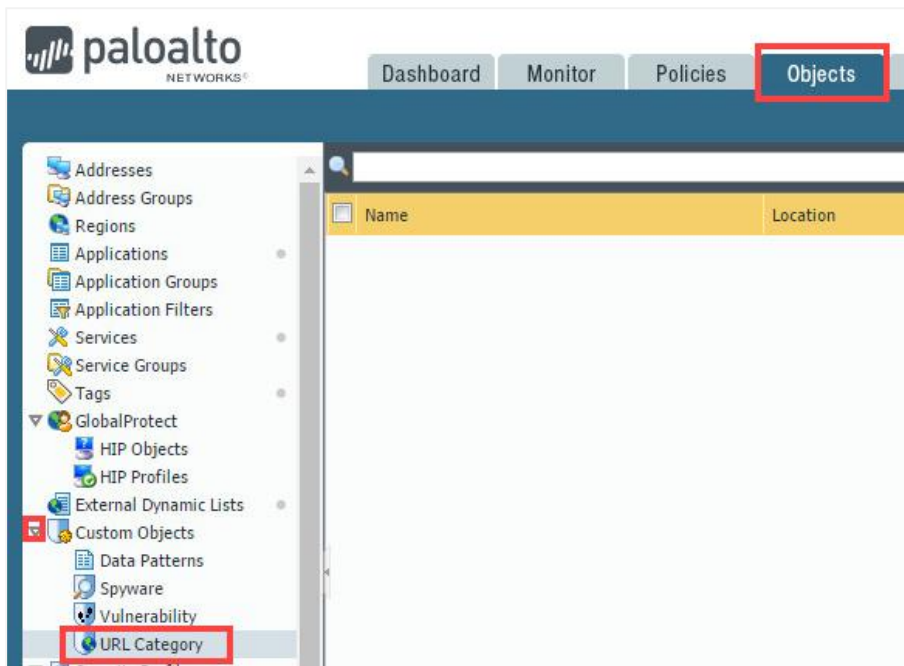 paloalto
NETWORKS®
Dashboard Monitor Policies Objects
Addresses
Address Groups
Regions
Applications
Application Groups
Application Filters
Services
Service Groups
Tags
GlobalProtect
HIP Objects
HIP Profiles
External Dynamic Lists
Custom Objects
Data Patterns
Spyware
Vulnerability
URL Category
Name Location